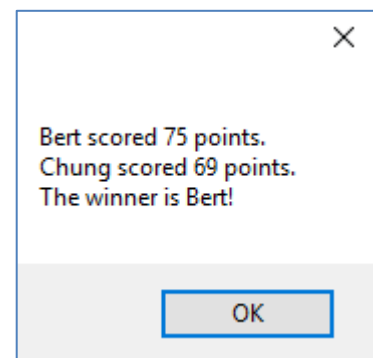 Bert scored 75 points.
Chung scored 69 points.
The winner is Bert!
OK